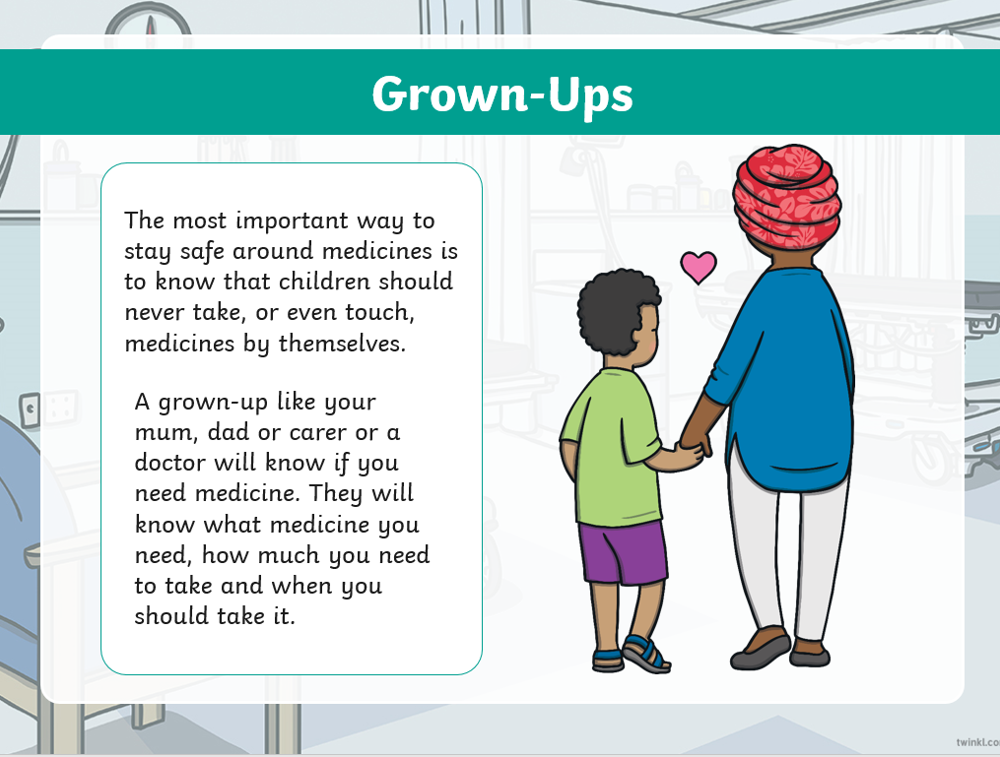 Grown-Ups
The most important way to
stay safe around medicines is
to know that children should
never take, or even touch,
medicines by themselves.
A grown-up like your
mum, dad or carer or a
doctor will know if you
need medicine. They will
know what medicine you
need, how much you need
to take and when you
should take it.
twinkl.co